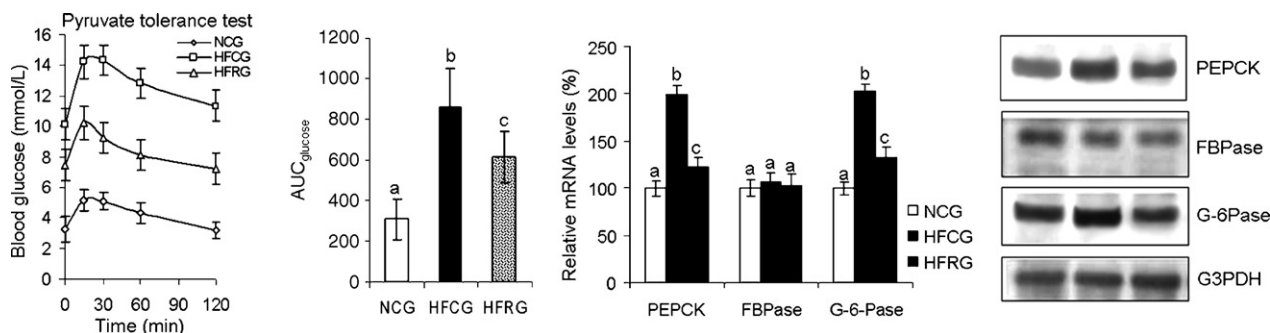 Pyruvate tolerance test
NCG
HFCG
HFRG
Blood glucose (mmol/L)
16
14
12
10
8
6
4
2
0
0 30 60 90 120
Time (min)
AUCglucose
1200
1000
800
600
400
200
0
a
b
c
NCG HFCG HFRG
Relative mRNA levels (%)
250
200
150
100
50
0
a b c
a a a
a b c
NCG
HFCG
HFRG
PEPCK FBPase G-6-Pase
PEPCK
FBPase
G-6Pase
G3PDH